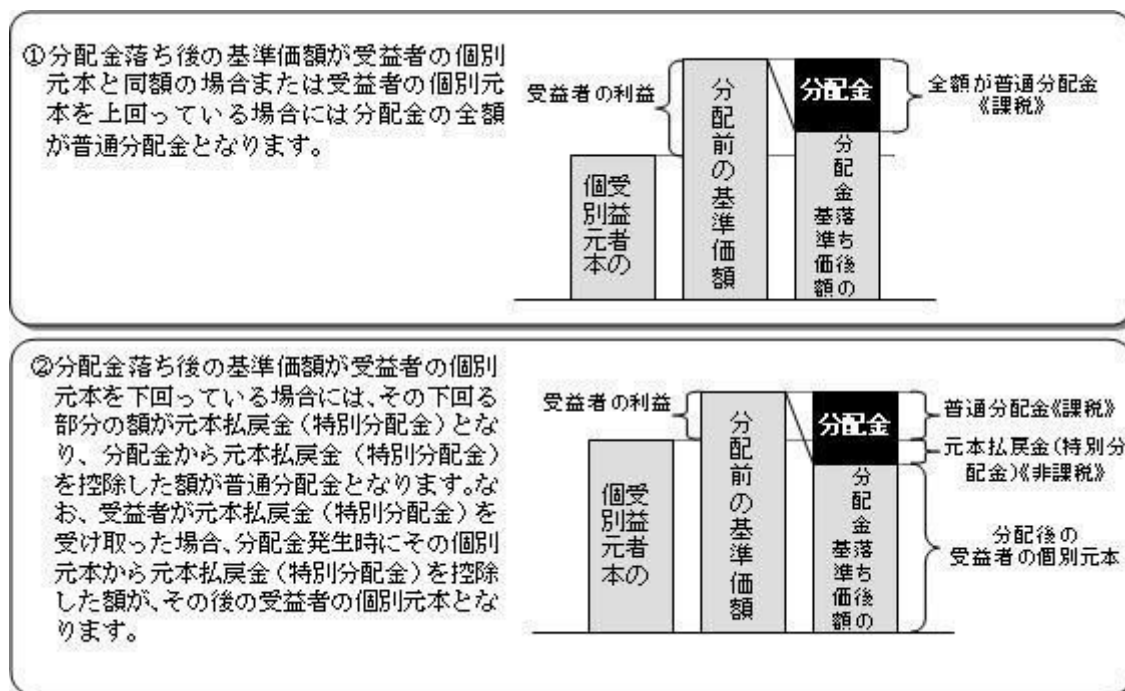 ①分配金落ち後の基準価額が受益者の個別
元本と同額の場合または受益者の個別元
本を上回っている場合には分配金の全額
が普通分配金となります。
受益者の利益
受益者の
個別元本
分配前の基準価額
分配金
分配金落ち後の
基準価額
全額が普通分配金
《課税》
②分配金落ち後の基準価額が受益者の個別
元本を下回っている場合には、その下回る
部分の額が元本払戻金(特別分配金)とな
り、分配金から元本払戻金(特別分配金)
を控除した額が普通分配金となります。な
お、受益者が元本払戻金(特別分配金)を
受け取った場合、分配金発生時にその個別
元本から元本払戻金(特別分配金)を控除
した額が、その後の受益者の個別元本とな
ります。
受益者の利益
受益者の
個別元本
分配前の基準価額
分配金
分配金落ち後の
基準価額
普通分配金《課税》
元本払戻金(特別分
配金)《非課税》
分配後の
受益者の個別元本